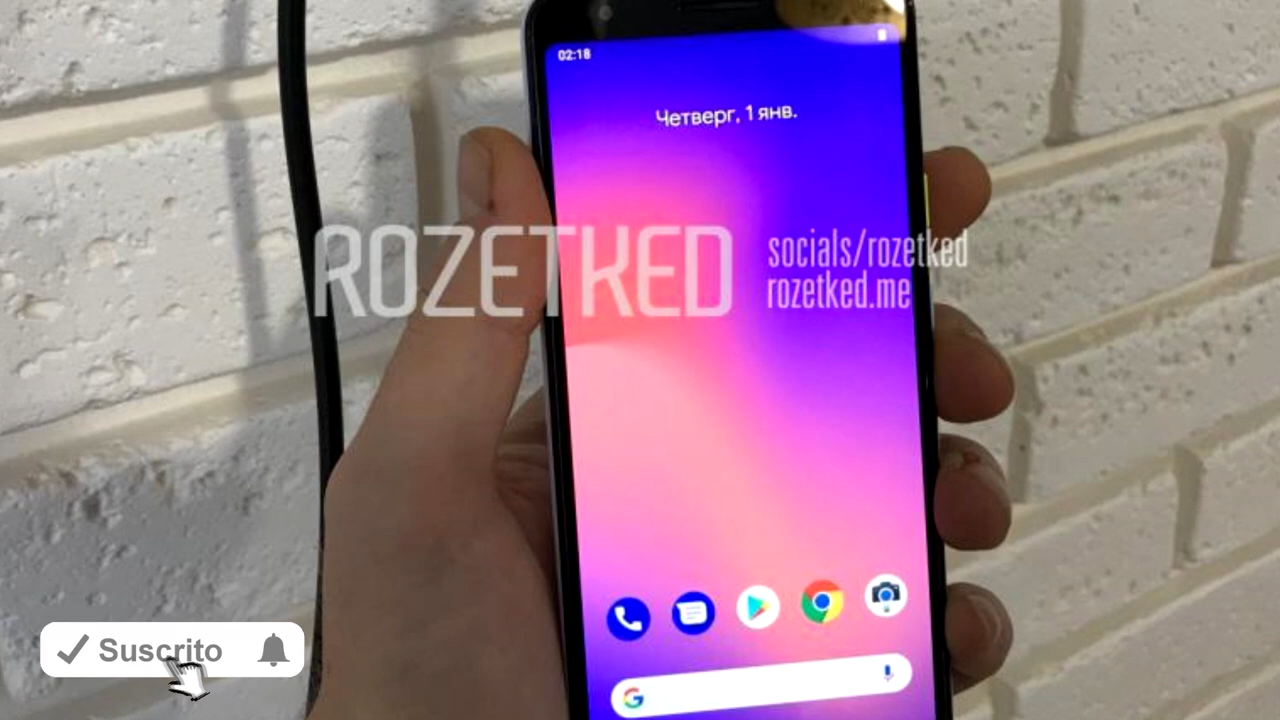 02:18
Четверг, 1 янв.
ROZETKED
socials/rozetked
rozetked.me
Suscrito